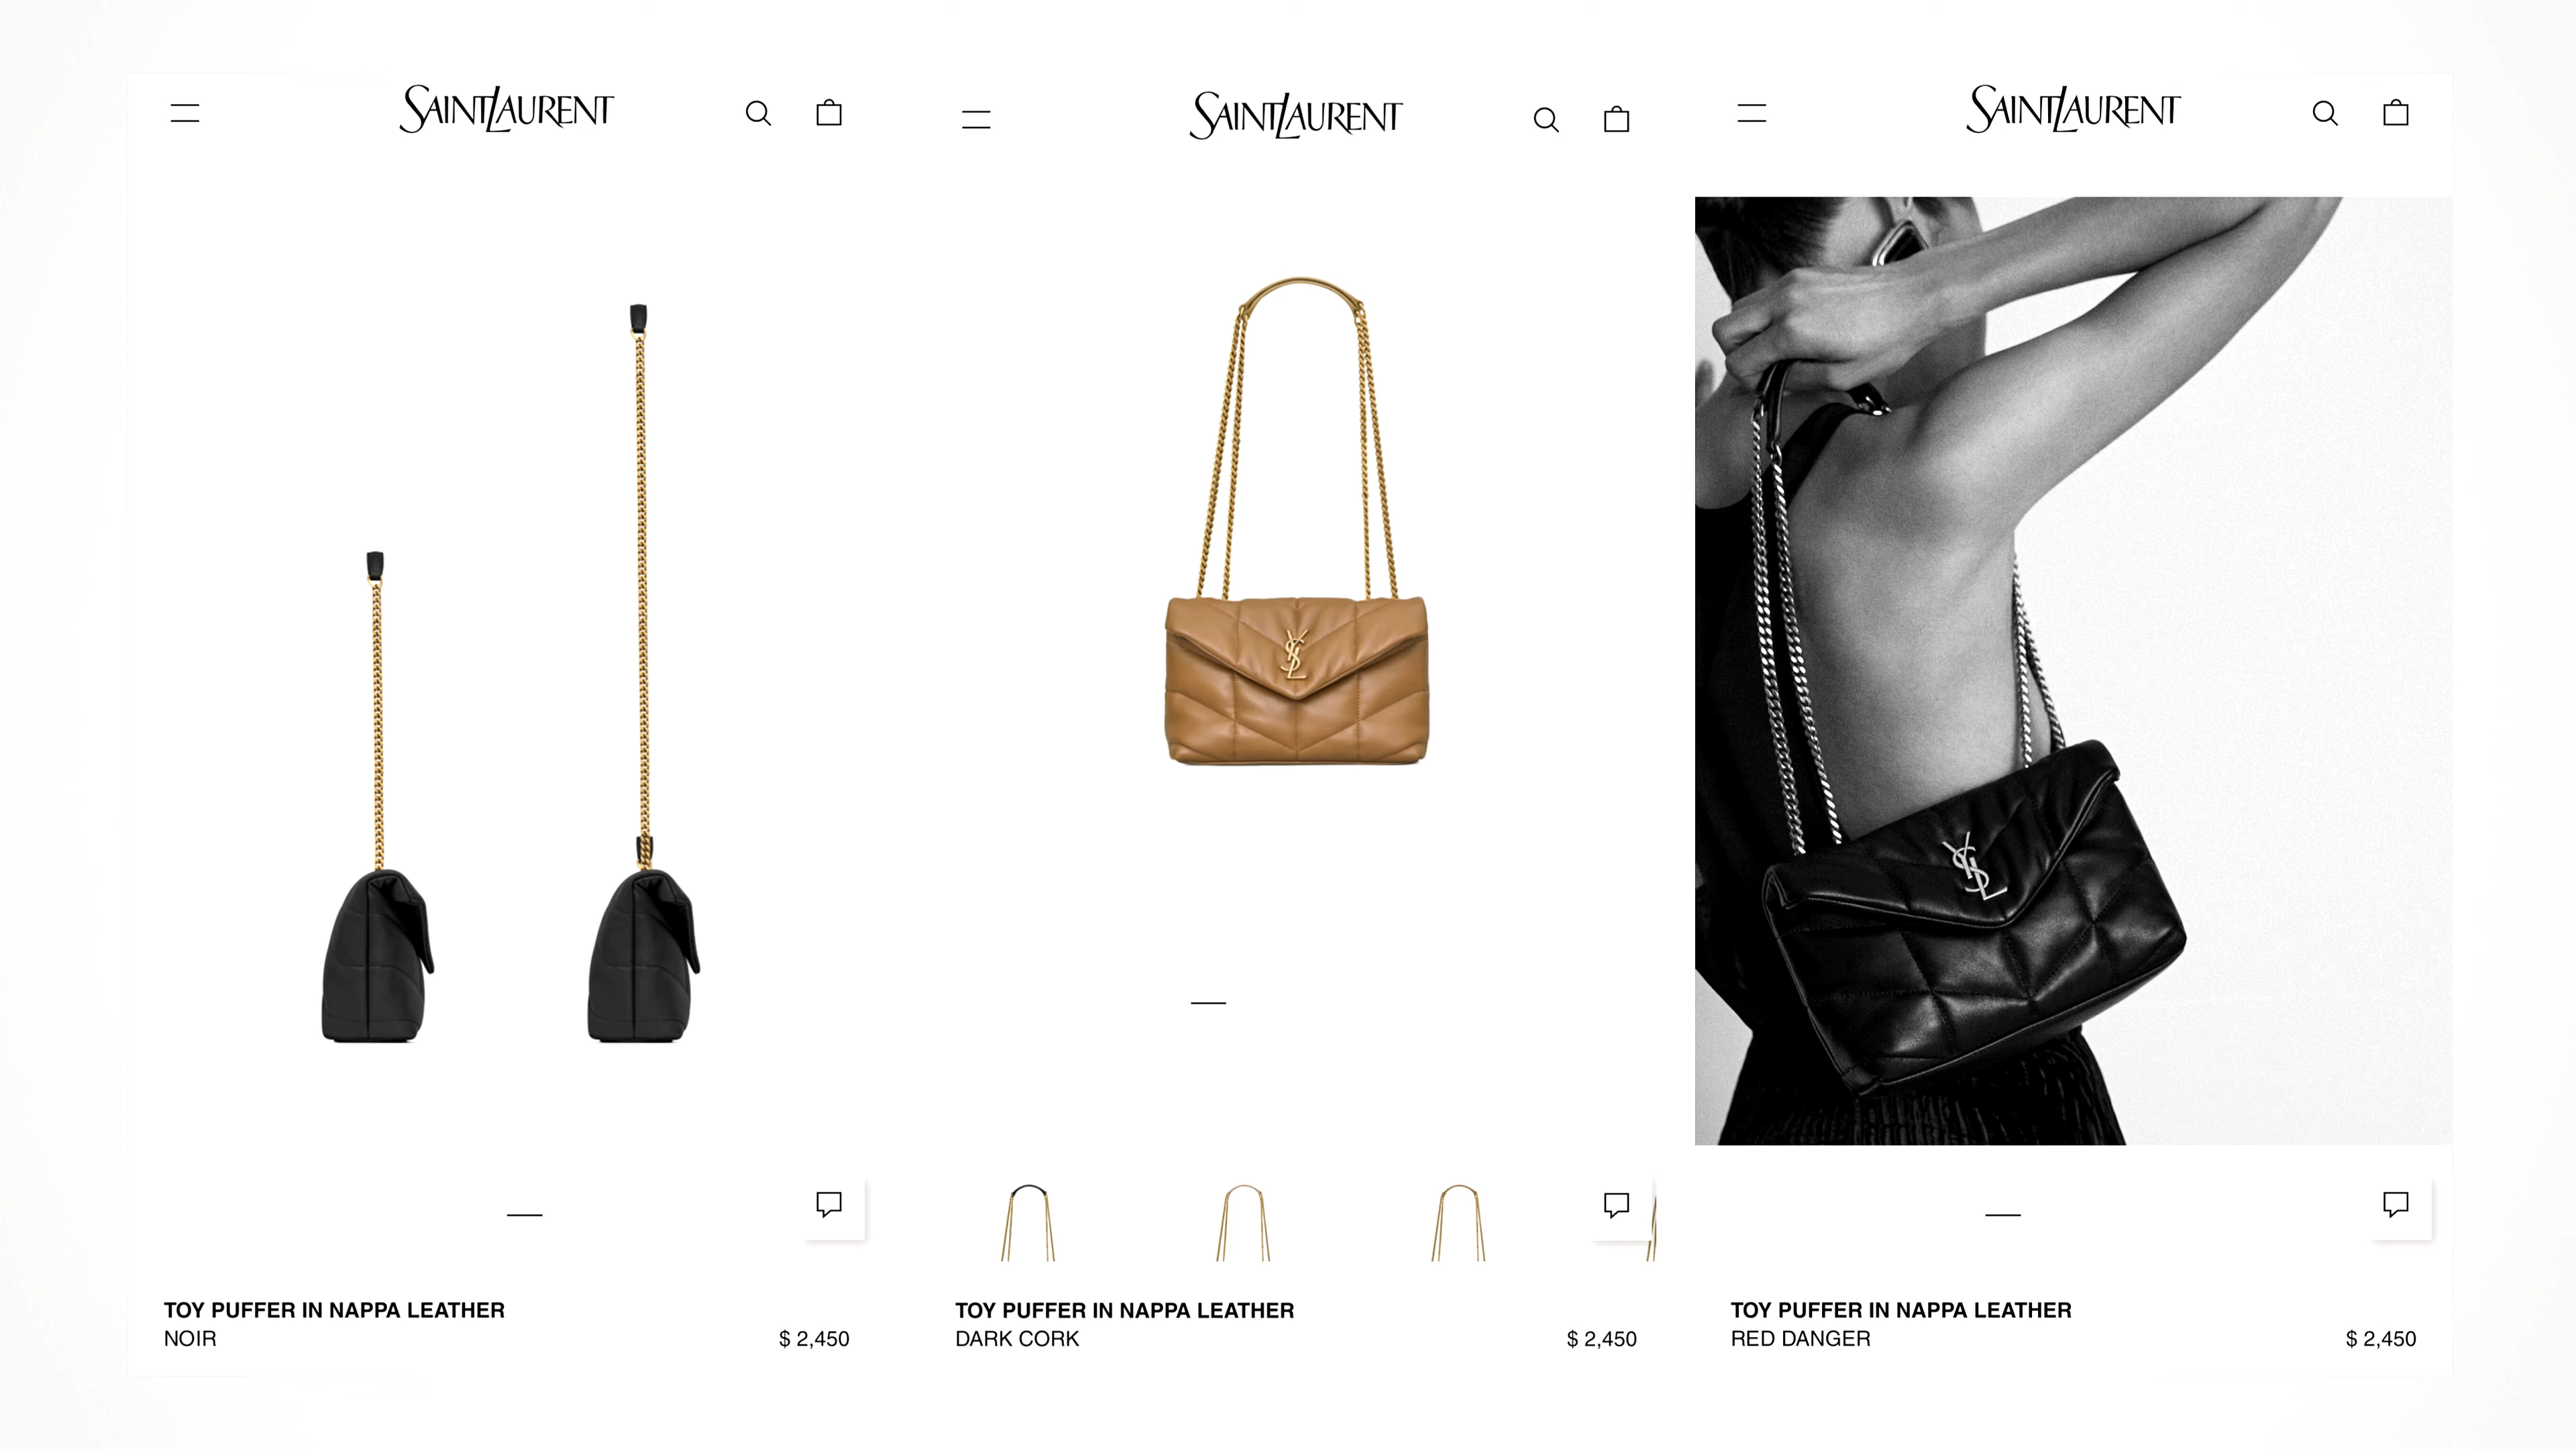 SAINT LAURENT
TOY PUFFER IN NAPPA LEATHER
NOIR
$ 2,450
SAINT LAURENT
YSL
TOY PUFFER IN NAPPA LEATHER
DARK CORK
$ 2,450
SAINT LAURENT
YSL
TOY PUFFER IN NAPPA LEATHER
RED DANGER
$ 2,450